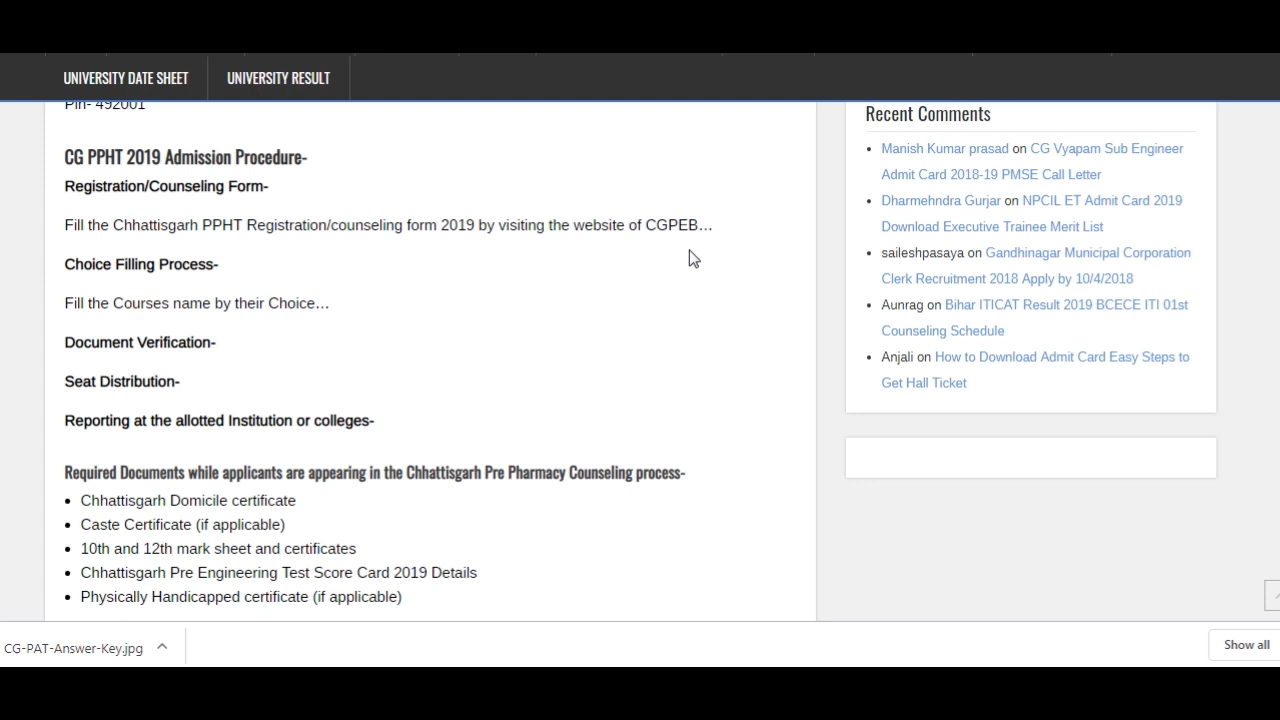 UNIVERSITY DATE SHEET
UNIVERSITY RESULT
Pin- 492001
CG PPHT 2019 Admission Procedure-
Registration/Counseling Form-
Fill the Chhattisgarh PPHT Registration/counseling form 2019 by visiting the website of CGPEB…
Choice Filling Process-
Fill the Courses name by their Choice…
Document Verification-
Seat Distribution-
Reporting at the allotted Institution or colleges-
Required Documents while applicants are appearing in the Chhattisgarh Pre Pharmacy Counseling process-
• Chhattisgarh Domicile certificate
• Caste Certificate (if applicable)
• 10th and 12th mark sheet and certificates
• Chhattisgarh Pre Engineering Test Score Card 2019 Details
• Physically Handicapped certificate (if applicable)
Recent Comments
• Manish Kumar prasad on CG Vyapam Sub Engineer
Admit Card 2018-19 PMSE Call Letter
• Dharmehndra Gurjar on NPCIL ET Admit Card 2019
Download Executive Trainee Merit List
• saileshpasaya on Gandhinagar Municipal Corporation
Clerk Recruitment 2018 Apply by 10/4/2018
• Aunrag on Bihar ITICAT Result 2019 BCECE ITI 01st
Counseling Schedule
• Anjali on How to Download Admit Card Easy Steps to
Get Hall Ticket
CG-PAT-Answer-Key.jpg
Show all